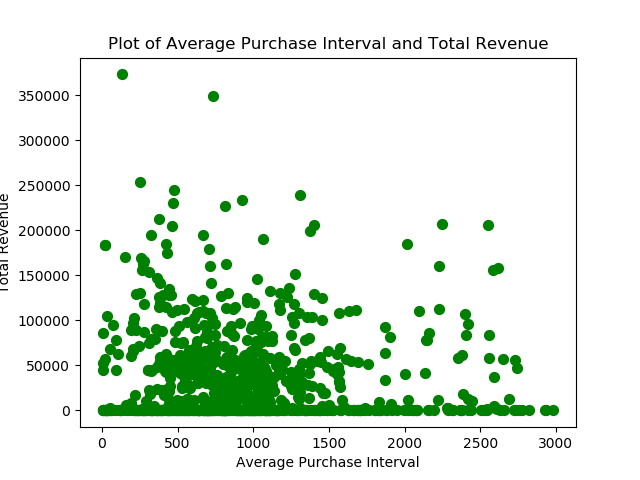 Plot of Average Purchase Interval and Total Revenue
350000
300000
250000
200000
150000
100000
50000
0
Total Revenue
0 500 1000 1500 2000 2500 3000
Average Purchase Interval